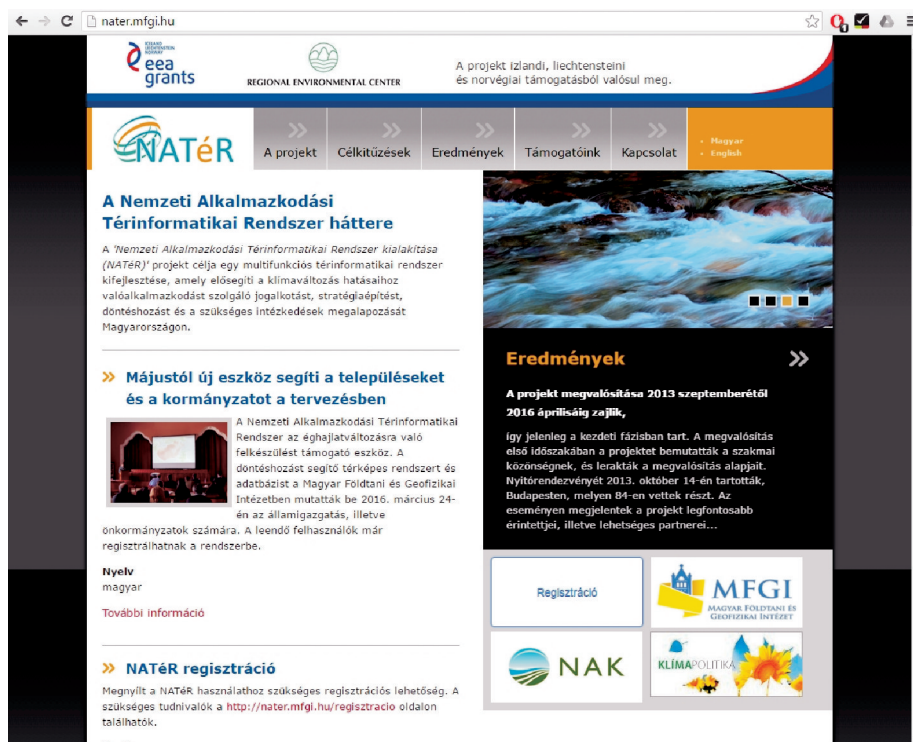 nater.mfgi.hu
ICELAND
LIECHTENSTEIN
NORWAY
eea
grants
REGIONAL ENVIRONMENTAL CENTER
A projekt izlandi, liechtensteini
és norvégiai támogatásból valósul meg.
NATéR
A projekt
Célkitűzések
Eredmények
Támogatóink
Kapcsolat
Magyar
English
A Nemzeti Alkalmazkodási
Térinformatikai Rendszer háttere
A 'Nemzeti Alkalmazkodási Térinformatikai Rendszer kialakítása
(NATéR)' projekt célja egy multifunkciós térinformatikai rendszer
kifejlesztése, amely elősegíti a klímaváltozás hatásaihoz
valóalkalmazkodást szolgáló jogalkotást, stratégiaépítést,
döntéshozást és a szükséges intézkedések megalapozását
Magyarországon.
Májustól új eszköz segíti a településeket
és a kormányzatot a tervezésben
A Nemzeti Alkalmazkodási Térinformatikai
Rendszer az éghajlatváltozásra való
felkészülést támogató eszköz. A
döntéshozást segítő térképes rendszert és
adatbázist a Magyar Földtani és Geofizikai
Intézetben mutatták be 2016. március 24-
én az államigazgatás, illetve
önkormányzatok számára. A leendő felhasználók már
regisztrálhatnak a rendszerbe.
Nyelv
magyar
További információ
NATéR regisztráció
Megnyílt a NATéR használathoz szükséges regisztrációs lehetőség. A
szükséges tudnivalók a http://nater.mfgi.hu/regisztracio oldalon
találhatók.
Eredmények
A projekt megvalósítása 2013 szeptemberétől
2016 áprilisáig zajlik,
így jelenleg a kezdeti fázisban tart. A megvalósítás
első időszakában a projektet bemutatták a szakmai
közönségnek, és lerakták a megvalósítás alapjait.
Nyitórendezvényét 2013. október 14-én tartották,
Budapesten, melyen 84-en vettek részt. Az
eseményen megjelentek a projekt legfontosabb
érintettjei, illetve lehetséges partnerei...
Regisztráció
MFGI
MAGYAR FÖLDTANI ÉS
GEOFIZIKAI INTÉZET
NAK
KLÍMAPOLITIKA